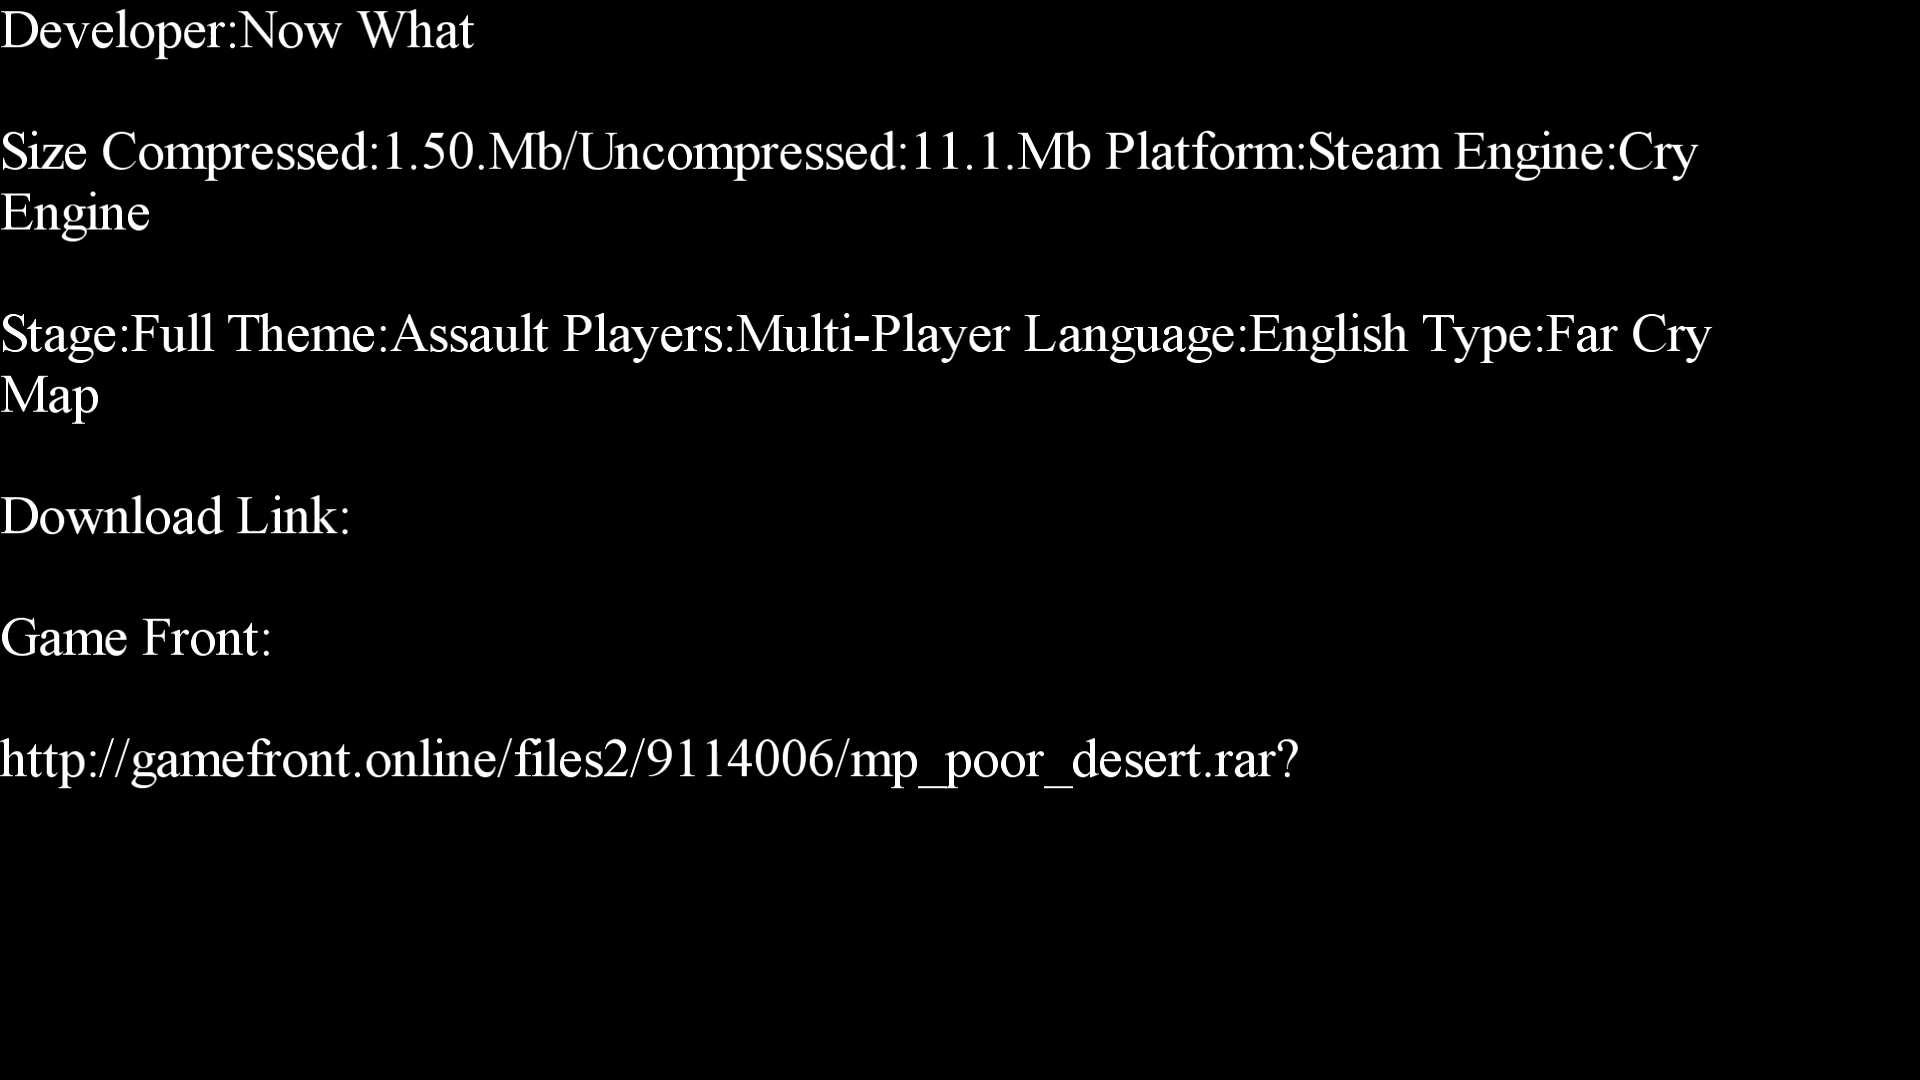 Developer:Now What
Size Compressed:1.50.Mb/Uncompressed:11.1.Mb Platform:Steam Engine:Cry
Engine
Stage:Full Theme:Assault Players:Multi-Player Language:English Type:Far Cry
Map
Download Link:
Game Front:
http://gamefront.online/files2/9114006/mp_poor_desert.rar?